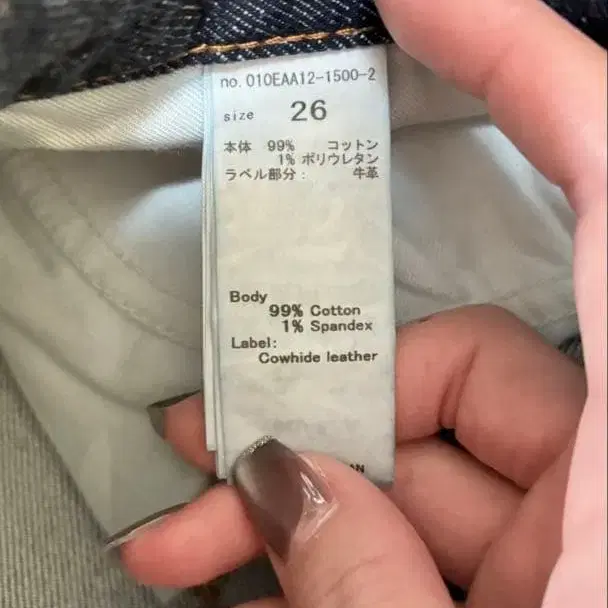 no. 010EAA12-1500-2
size 26
本体 99% コットン
1% ポリウレタン
ラベル部分： 牛革
Body
99% Cotton
1% Spandex
Label:
Cowhide leather